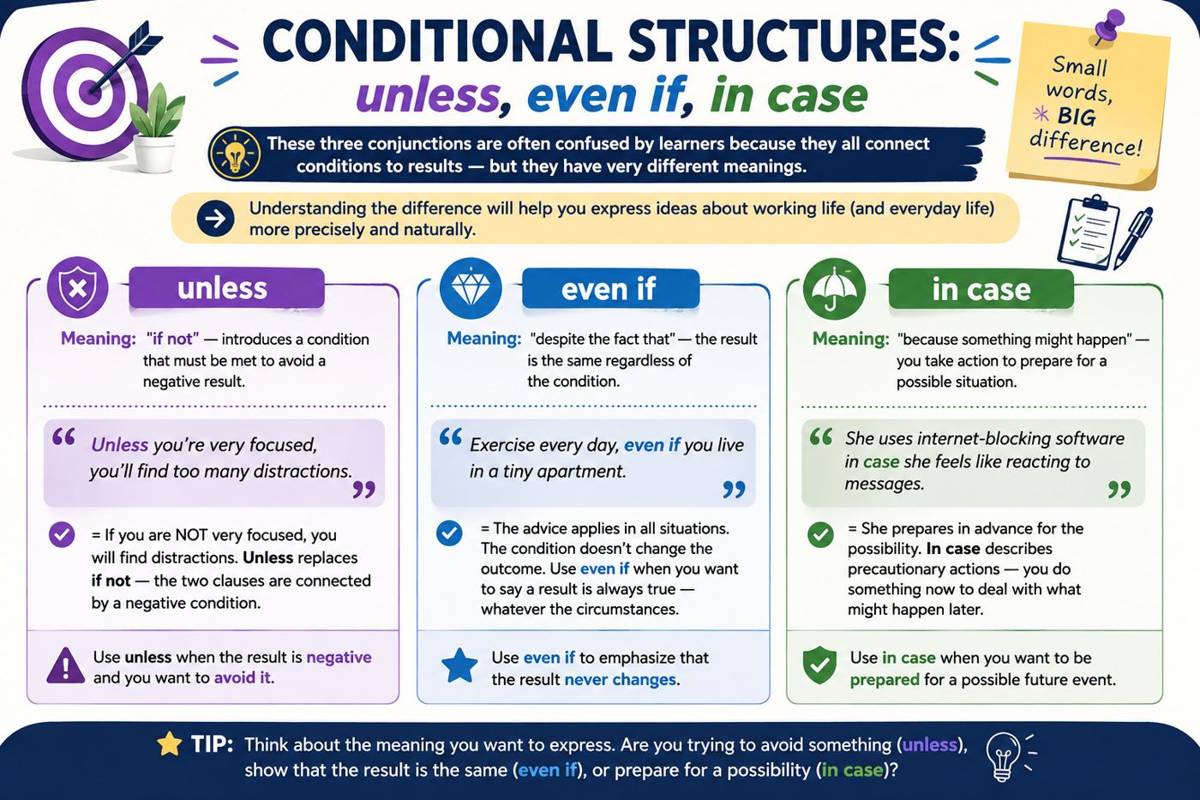 CONDITIONAL STRUCTURES:
unless, even if, in case
Small
words,
BIG
difference!
These three conjunctions are often confused by learners because they all connect
conditions to results — but they have very different meanings.
Understanding the difference will help you express ideas about working life (and everyday life)
more precisely and naturally.
unless
Meaning: "if not" — introduces a condition
that must be met to avoid a
negative result.
“ Unless you’re very focused,
you’ll find too many distractions. ”
= If you are NOT very focused, you
will find distractions. Unless replaces
if not — the two clauses are connected
by a negative condition.
Use unless when the result is negative
and you want to avoid it.
even if
Meaning: "despite the fact that" — the result
is the same regardless of
the condition.
“ Exercise every day, even if you live
in a tiny apartment. ”
= The advice applies in all situations.
The condition doesn’t change the
outcome. Use even if when you want
to say a result is always true —
whatever the circumstances.
Use even if to emphasize that
the result never changes.
in case
Meaning: "because something might happen" —
you take action to prepare for a
possible situation.
“ She uses internet-blocking software
in case she feels like reacting to
messages. ”
= She prepares in advance for the
possibility. In case describes
precautionary actions — you do
something now to deal with what
might happen later.
Use in case when you want to be
prepared for a possible future event.
TIP: Think about the meaning you want to express. Are you trying to avoid something (unless),
show that the result is the same (even if), or prepare for a possibility (in case)?